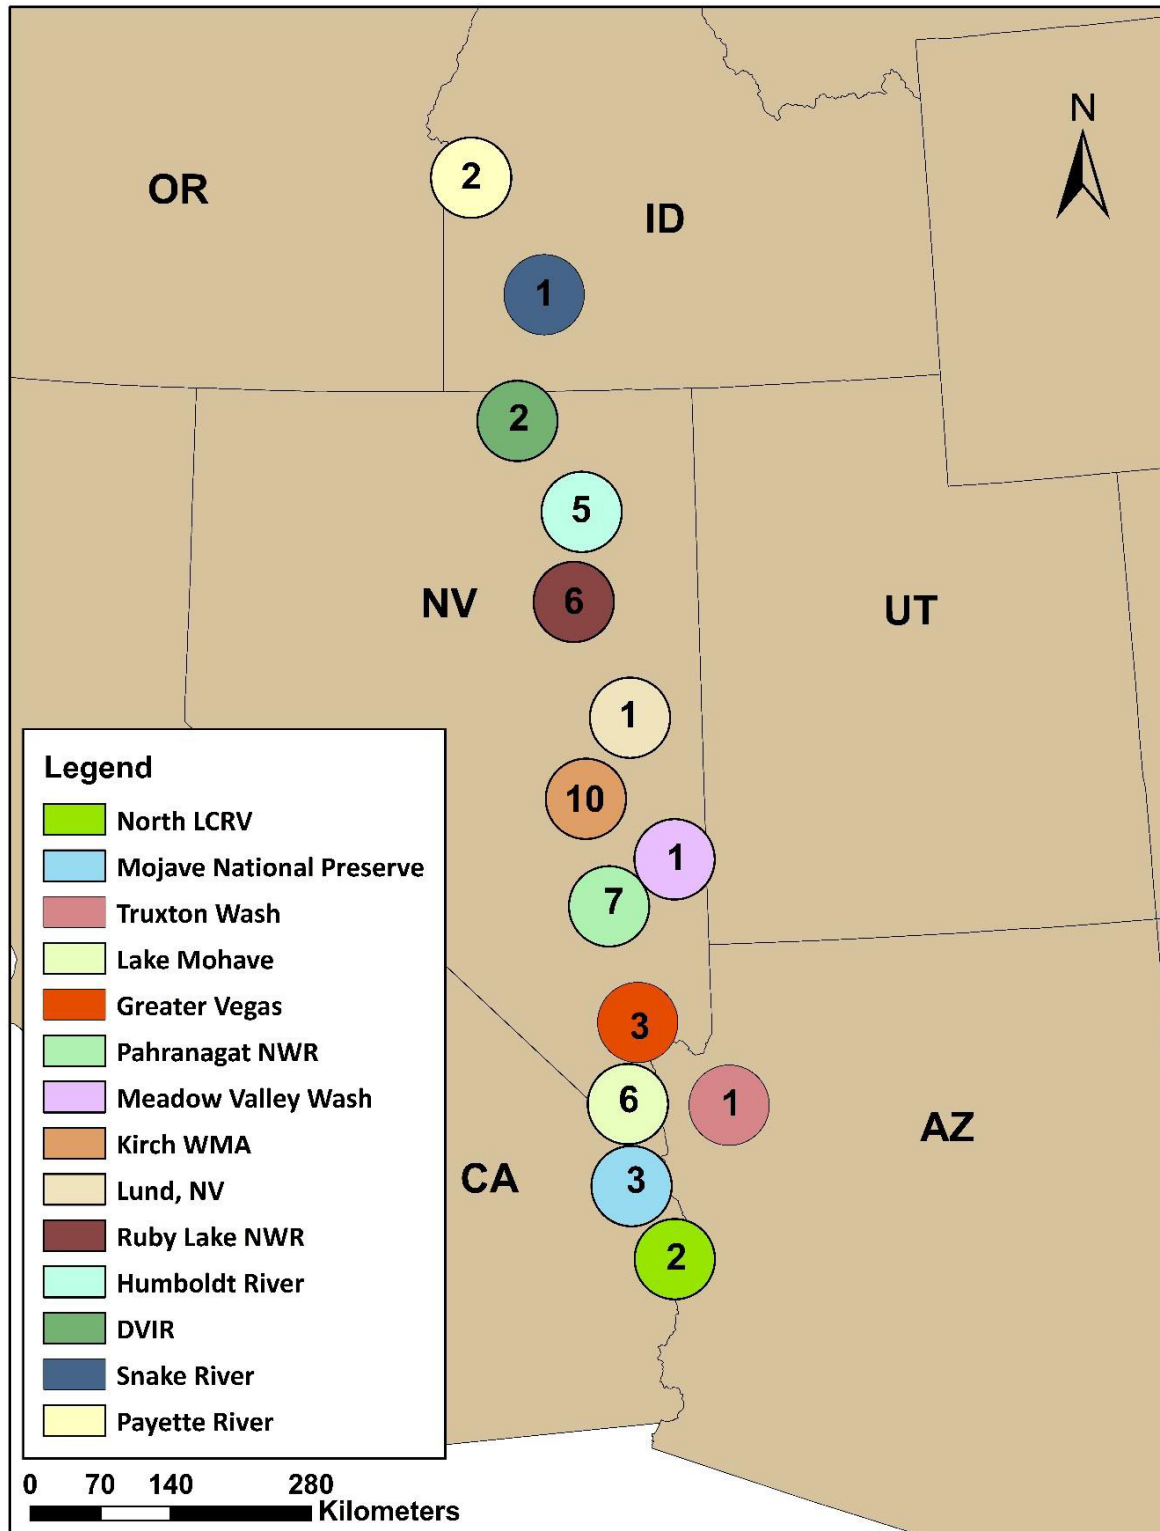 N
OR
2
ID
1
2
5
NV
6
UT
1
10
1
7
3
6
1
AZ
CA
3
2
Legend
North LCRV
Mojave National Preserve
Truxton Wash
Lake Mohave
Greater Vegas
Pahranagat NWR
Meadow Valley Wash
Kirch WMA
Lund, NV
Ruby Lake NWR
Humboldt River
DVIR
Snake River
Payette River
0 70 140 280
Kilometers